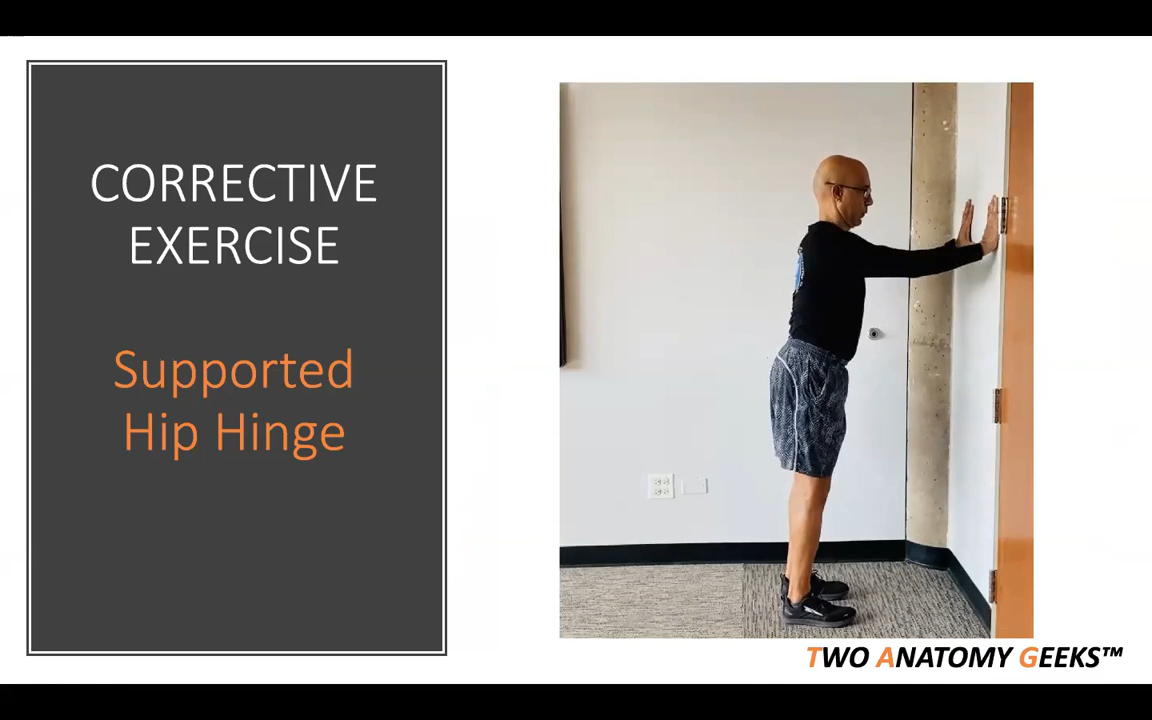 CORRECTIVE
EXERCISE
Supported
Hip Hinge
TWO ANATOMY GEEKS™